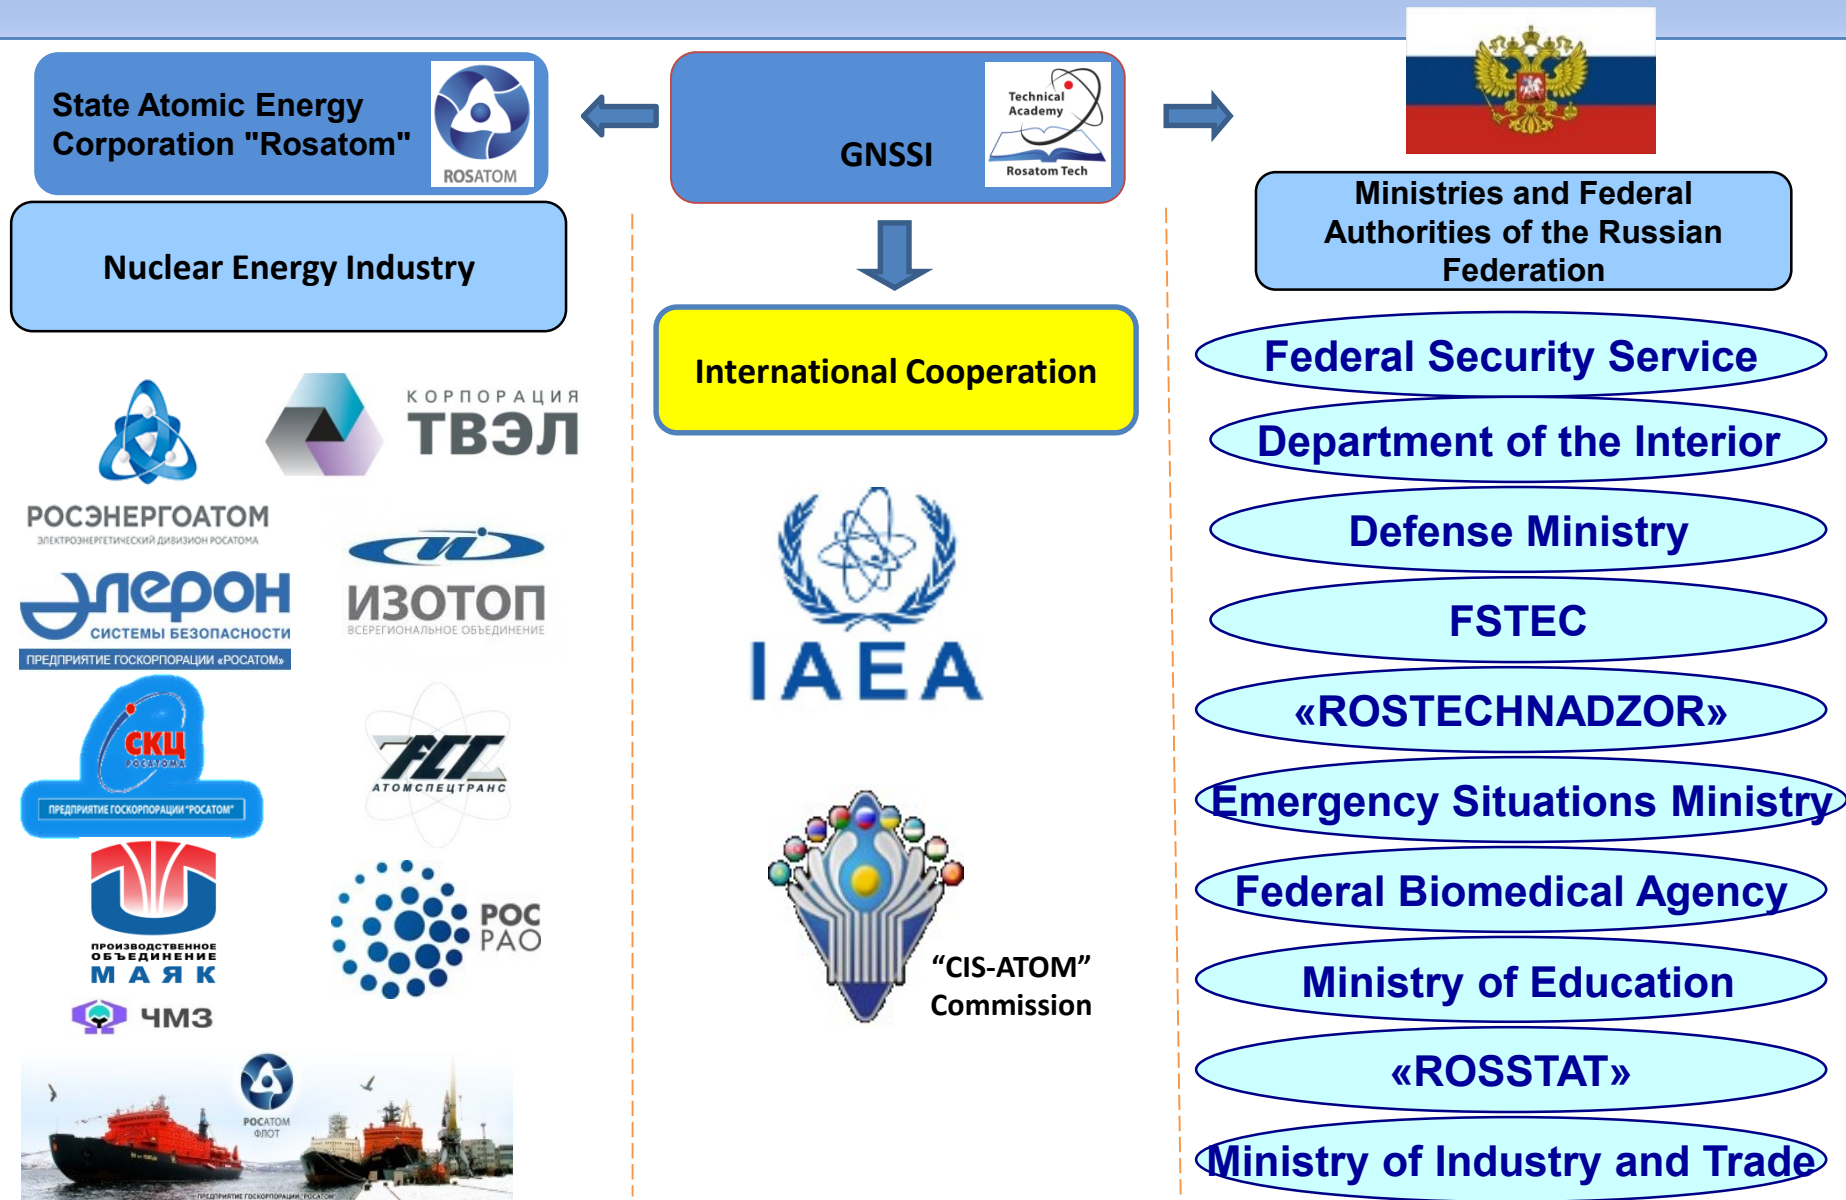 State Atomic Energy
Corporation "Rosatom"
ROSATOM
Nuclear Energy Industry
КОРПОРАЦИЯ
ТВЭЛ
РОСЭНЕРГОАТОМ
ЭЛЕКТРОЭНЕРГЕТИЧЕСКИЙ ДИВИЗИОН РОСАТОМА
ИЗОТОП
ВСЕРЕГИОНАЛЬНОЕ ОБЪЕДИНЕНИЕ
Элерон
СИСТЕМЫ БЕЗОПАСНОСТИ
ПРЕДПРИЯТИЕ ГОСКОРПОРАЦИИ «РОСАТОМ»
СКЦ
РОСАТОМА
ПРЕДПРИЯТИЕ ГОСКОРПОРАЦИИ "РОСАТОМ"
АТОМСПЕЦТРАНС
ПРОИЗВОДСТВЕННОЕ
ОБЪЕДИНЕНИЕ
МАЯК
РОС
РАО
ЧМЗ
РОСАТОМ
ФЛОТ
ПРЕДПРИЯТИЕ ГОСКОРПОРАЦИИ "РОСАТОМ"
GNSSI
Technical
Academy
Rosatom Tech
International Cooperation
IAEA
“CIS-ATOM”
Commission
Ministries and Federal
Authorities of the Russian
Federation
Federal Security Service
Department of the Interior
Defense Ministry
FSTEC
«ROSTECHNADZOR»
Emergency Situations Ministry
Federal Biomedical Agency
Ministry of Education
«ROSSTAT»
Ministry of Industry and Trade